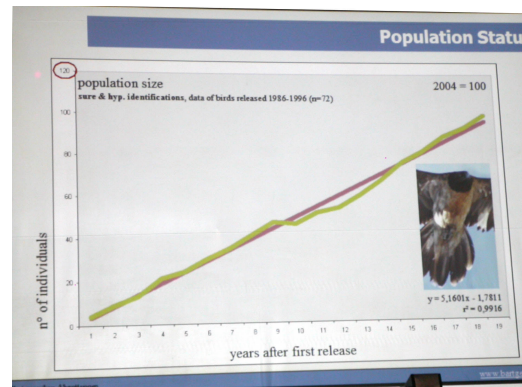 Population Statu
120
population size
2004 = 100
sure & hyp. identifications, data of birds released 1986-1996 (n=72)
100
80
60
40
20
0
n° of individuals
y = 5,1601x - 1,7811
r² = 0,9916
1 2 3 4 5 6 7 8 9 10 11 12 13 14 15 16 17 18 19
years after first release
www.bartg